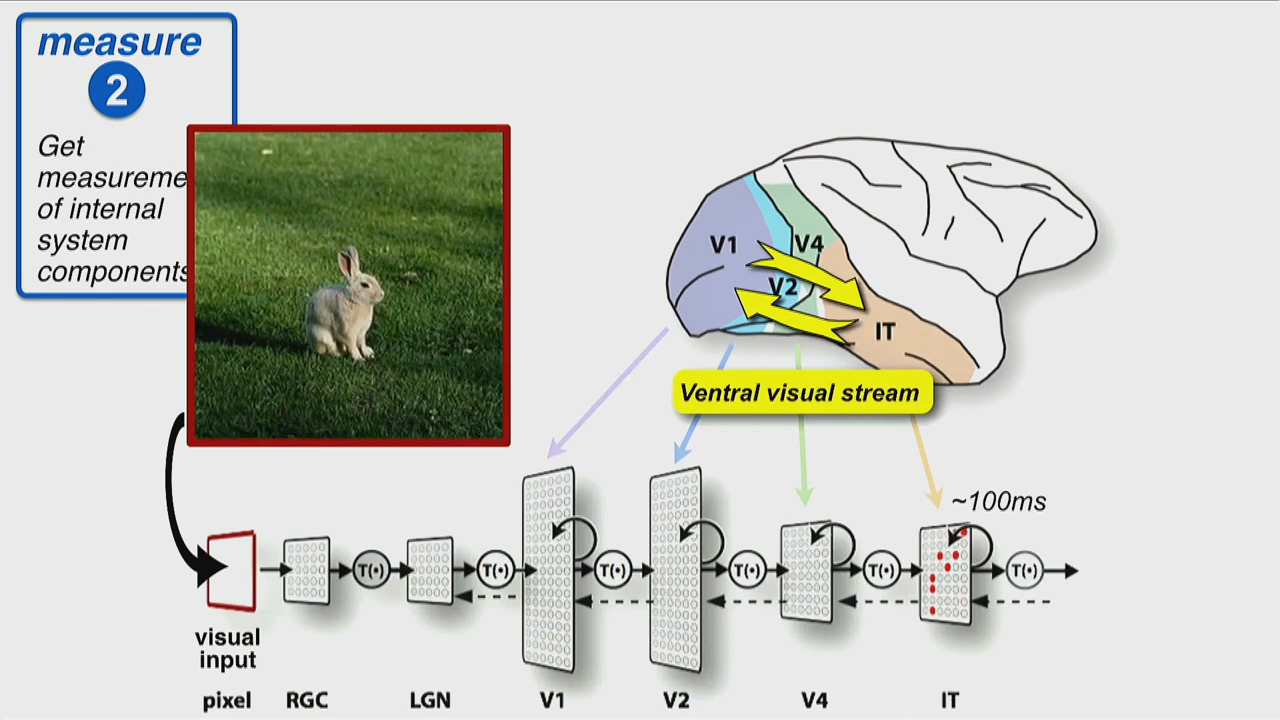 measure
2
Get
measureme
of internal
system
components
V1
V4
V2
IT
Ventral visual stream
~100ms
T(•)
T(•)
T(•)
T(•)
T(•)
T(•)
visual
input
pixel
RGC
LGN
V1
V2
V4
IT